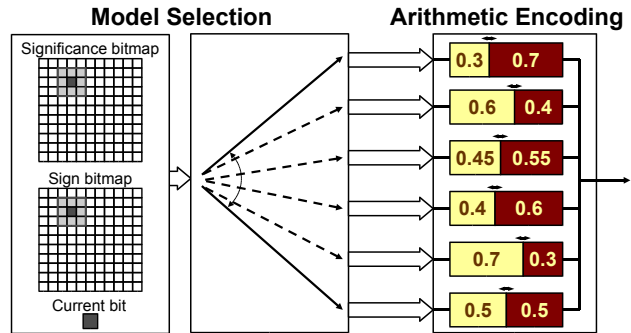 Model Selection
Arithmetic Encoding
Significance bitmap
Sign bitmap
Current bit
0.3 0.7
0.6 0.4
0.45 0.55
0.4 0.6
0.7 0.3
0.5 0.5